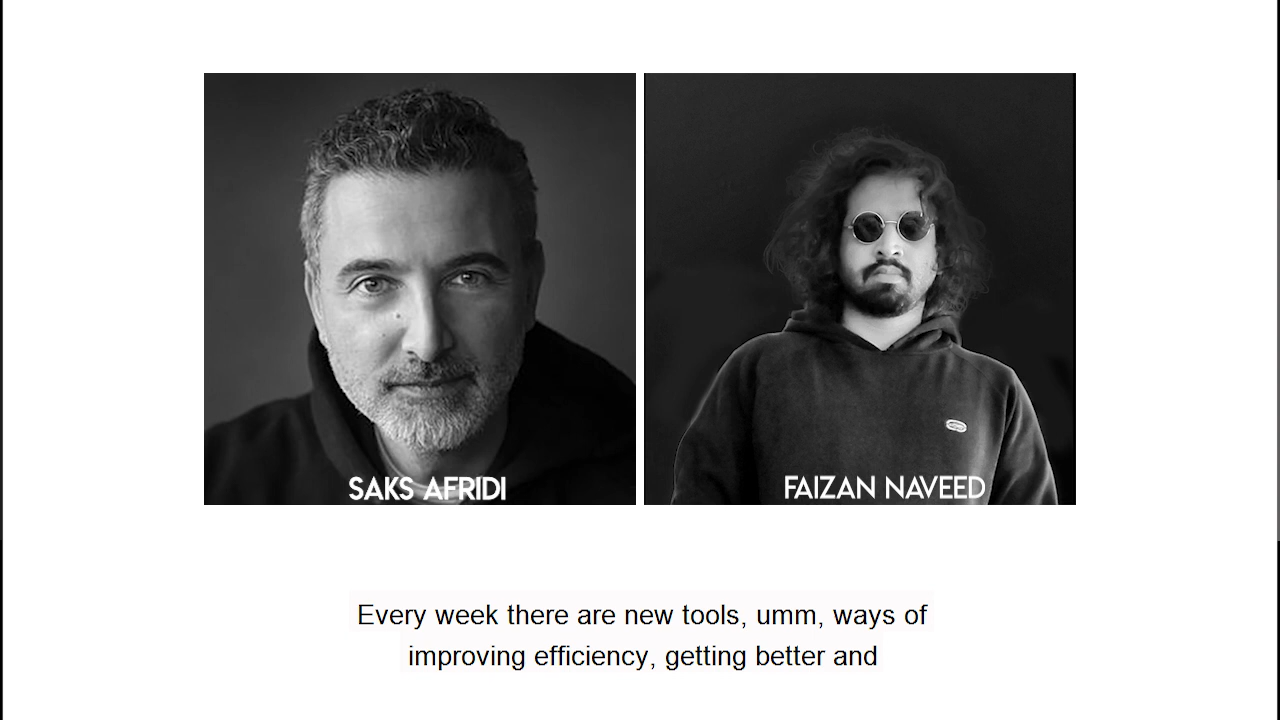 SAKS AFRIDI
FAIZAN NAVEED
Every week there are new tools, umm, ways of
improving efficiency, getting better and